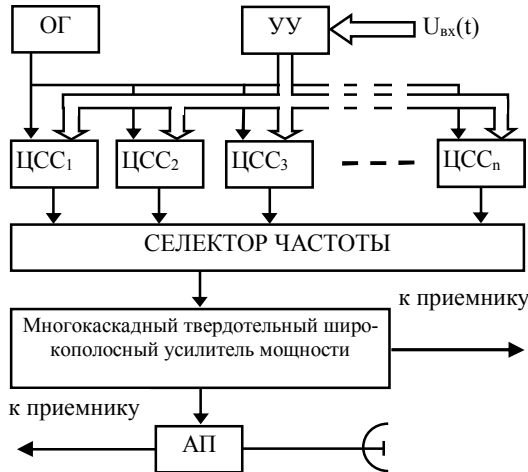 ОГ
УУ
Uвх(t)
ЦСС1
ЦСС2
ЦСС3
ЦССn
СЕЛЕКТОР ЧАСТОТЫ
к приемнику
Многокаскадный твердотельный широ-
кополосный усилитель мощности
к приемнику
АП